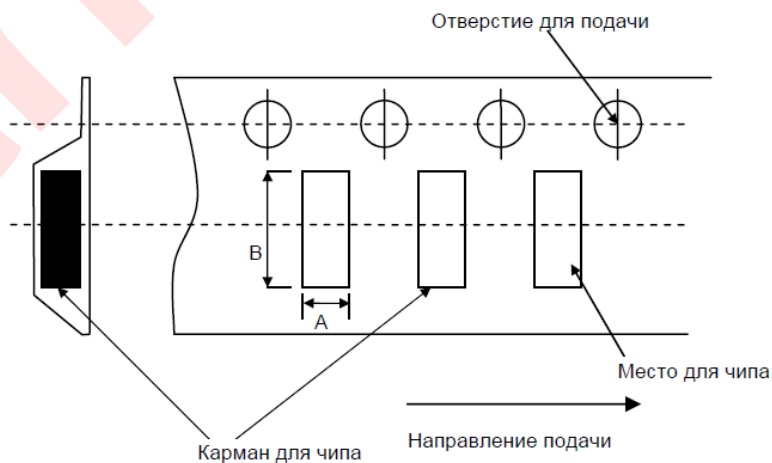 Отверстие для подачи
B
A
Место для чипа
Направление подачи
Карман для чипа